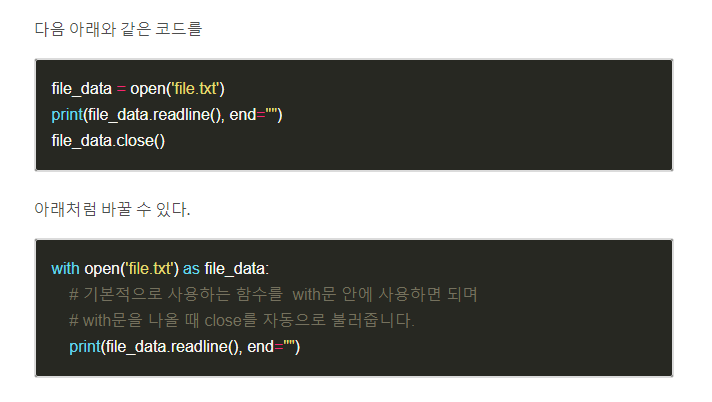 다음 아래와 같은 코드를
file_data = open('file.txt')
print(file_data.readline(), end="")
file_data.close()
아래처럼 바꿀 수 있다.
with open('file.txt') as file_data:
# 기본적으로 사용하는 함수를  with문 안에 사용하면 되며
# with문을 나올 때 close를 자동으로 불러줍니다.
print(file_data.readline(), end="")